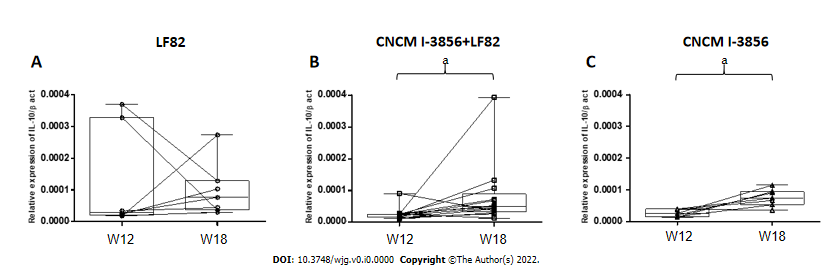 LF82
CNCM I-3856+LF82
CNCM I-3856
A
B
C
a
a
Relative expression of IL-10/β act
0.0004
0.0003
0.0002
0.0001
0.0000
W12
W18
Relative expression of IL-10/β act
0.0004
0.0003
0.0002
0.0001
0.0000
W12
W18
Relative expression of IL-10/β act
0.0004
0.0003
0.0002
0.0001
0.0000
W12
W18
DOI: 10.3748/wjg.v0.i0.0000 Copyright ©The Author(s) 2022.